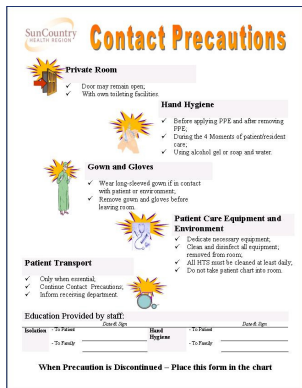 SunCountry
HEALTH REGION
Contact Precautions
Private Room
✓ Door may remain open;
✓ With own toileting facilities.
Hand Hygiene
✓ Before applying PPE and after removing
PPE;
✓ During the 4 Moments of patient/resident
care;
✓ Using alcohol gel or soap and water.
Gown and Gloves
✓ Wear long-sleeved gown if in contact
with patient or environment;
✓ Remove gown and gloves before
leaving room.
Patient Care Equipment and
Environment
✓ Dedicate necessary equipment;
✓ Clean and disinfect all equipment
removed from room;
✓ All HTS must be cleaned at least daily;
✓ Do not take patient chart into room.
Patient Transport
✓ Only when essential;
✓ Continue Contact Precautions;
✓ Inform receiving department.
Education Provided by staff:
Date & Sign Date & Sign
Isolation - To Patient Hand Hygiene - To Patient
- To Family - To Family
When Precaution is Discontinued – Place this form in the chart